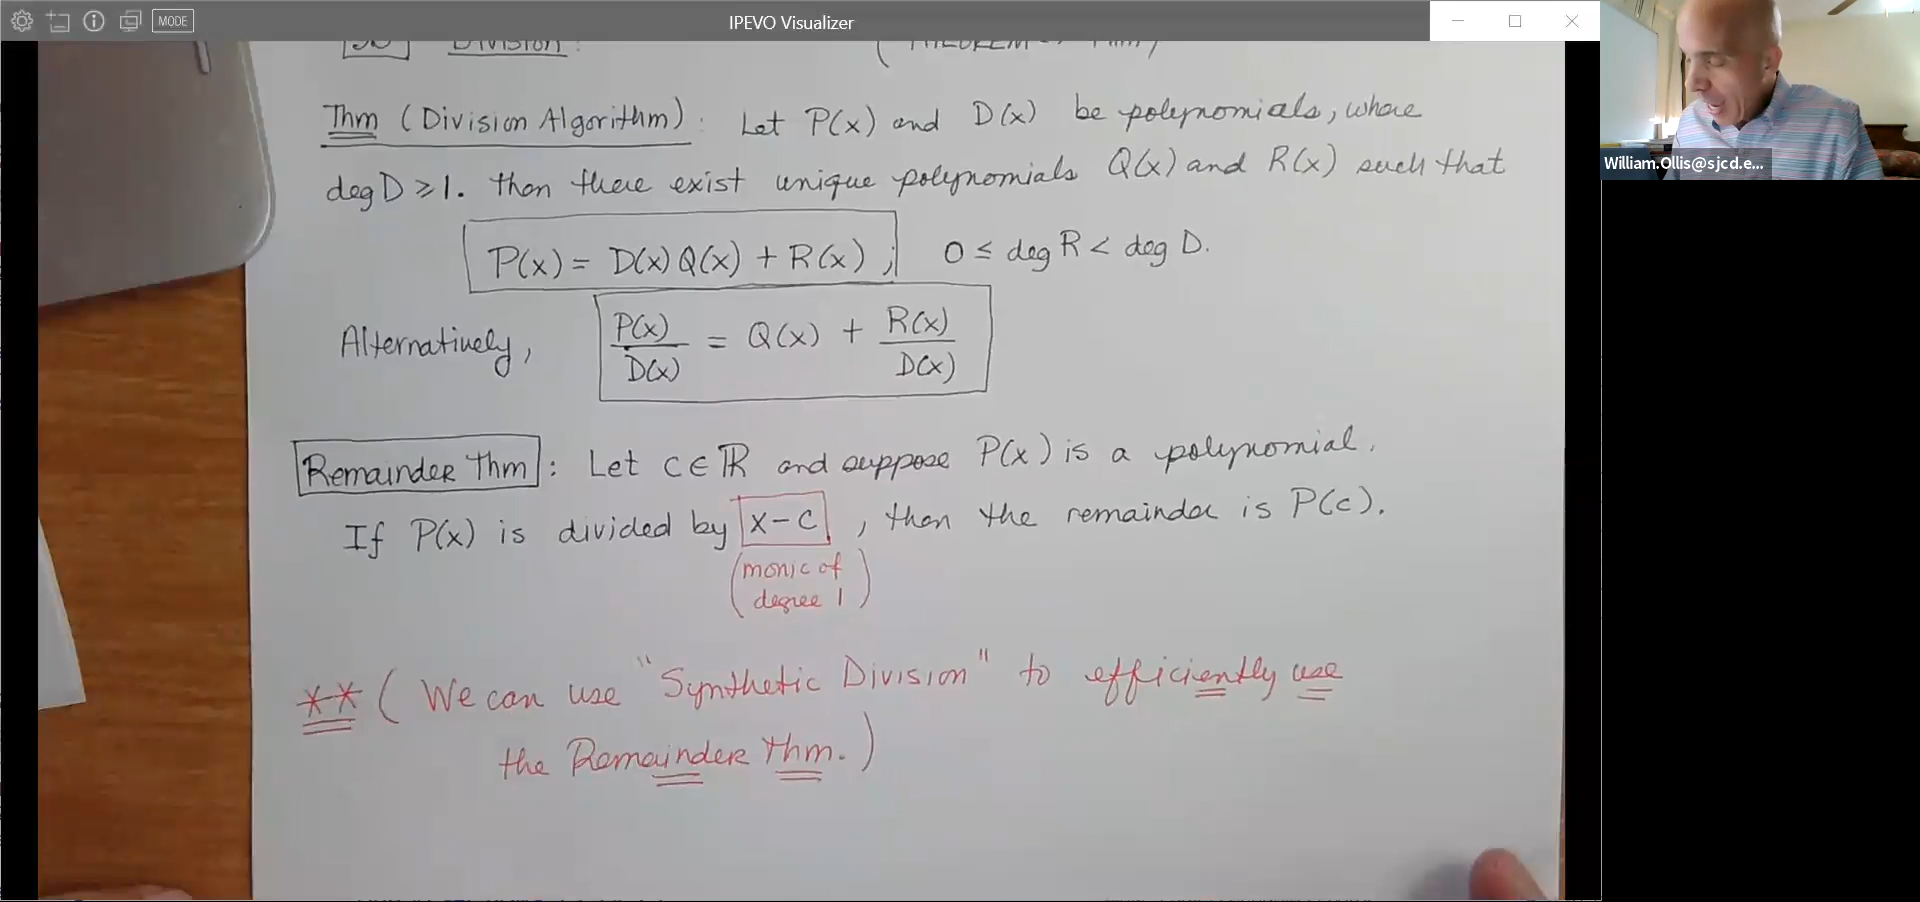 MODE
IPEVO Visualizer
William.Ollis@sjcd.e...
Division:
Thm (Division Algorithm): Let P(x) and D(x) be polynomials, where
deg D ≥ 1. Then there exist unique polynomials Q(x) and R(x) such that
P(x) = D(x) Q(x) + R(x), 0 ≤ deg R < deg D.
Alternatively, P(x)/D(x) = Q(x) + R(x)/D(x)
Remainder Thm: Let c ∈ ℝ and suppose P(x) is a polynomial.
If P(x) is divided by x - c, then the remainder is P(c).
(monic of
degree 1)
** (We can use "Synthetic Division" to efficiently use
the Remainder Thm.)